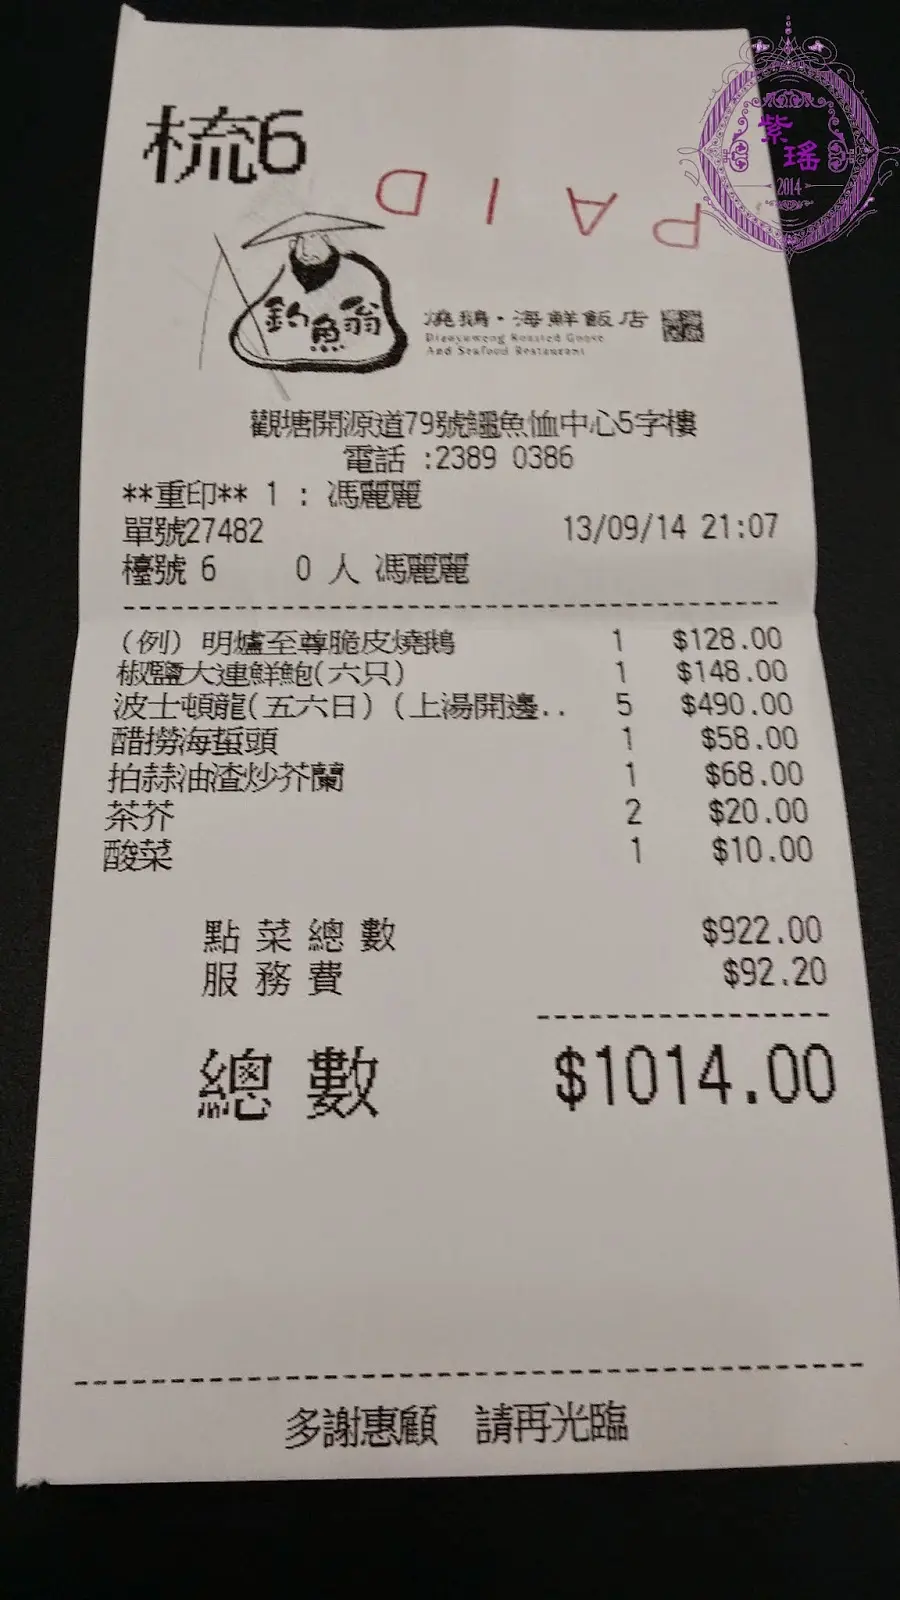 梳6
PAID
紫瑤
2014
釣魚翁
燒鵝·海鮮飯店
Diaoyuweng Roasted Goose
And Seafood Restaurant
觀塘開源道79號鱷魚恤中心5字樓
電話 :2389 0386
**重印** 1 : 馮麗麗
單號27482 13/09/14 21:07
檯號 6 0 人 馮麗麗
(例) 明爐至尊脆皮燒鵝 1 $128.00
椒鹽大連鮮鮑(六只) 1 $148.00
波士頓龍(五六日) (上湯開邊.. 5 $490.00
醋撈海蜇頭 1 $58.00
拍蒜油渣炒芥蘭 1 $68.00
茶芥 2 $20.00
酸菜 1 $10.00
點菜總數 $922.00
服務費 $92.20
總數 $1014.00
多謝惠顧 請再光臨